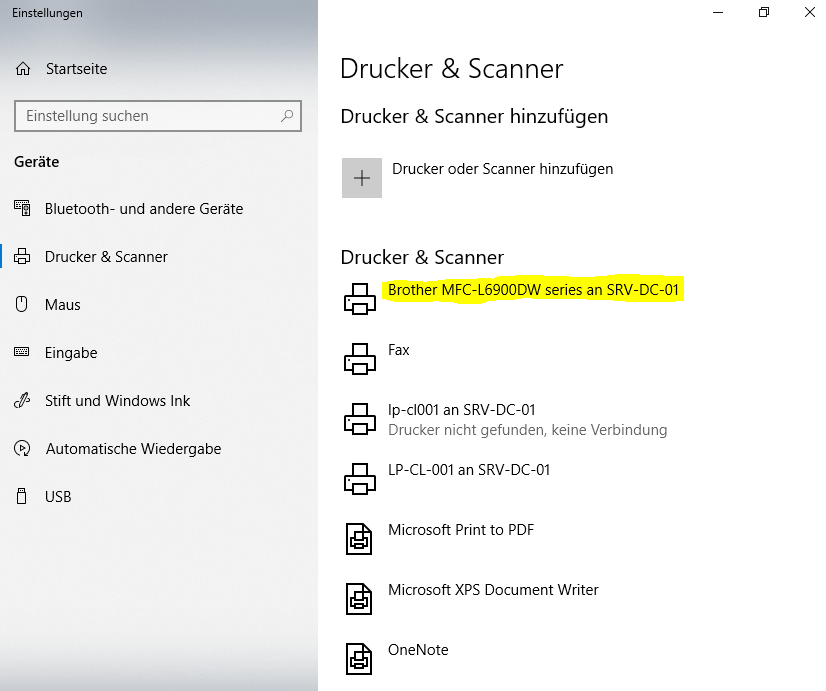 Einstellungen
Startseite
Einstellung suchen
Geräte
Bluetooth- und andere Geräte
Drucker & Scanner
Maus
Eingabe
Stift und Windows Ink
Automatische Wiedergabe
USB
Drucker & Scanner
Drucker & Scanner hinzufügen
Drucker oder Scanner hinzufügen
Drucker & Scanner
Brother MFC-L6900DW series an SRV-DC-01
Fax
lp-cl001 an SRV-DC-01
Drucker nicht gefunden, keine Verbindung
LP-CL-001 an SRV-DC-01
Microsoft Print to PDF
Microsoft XPS Document Writer
OneNote